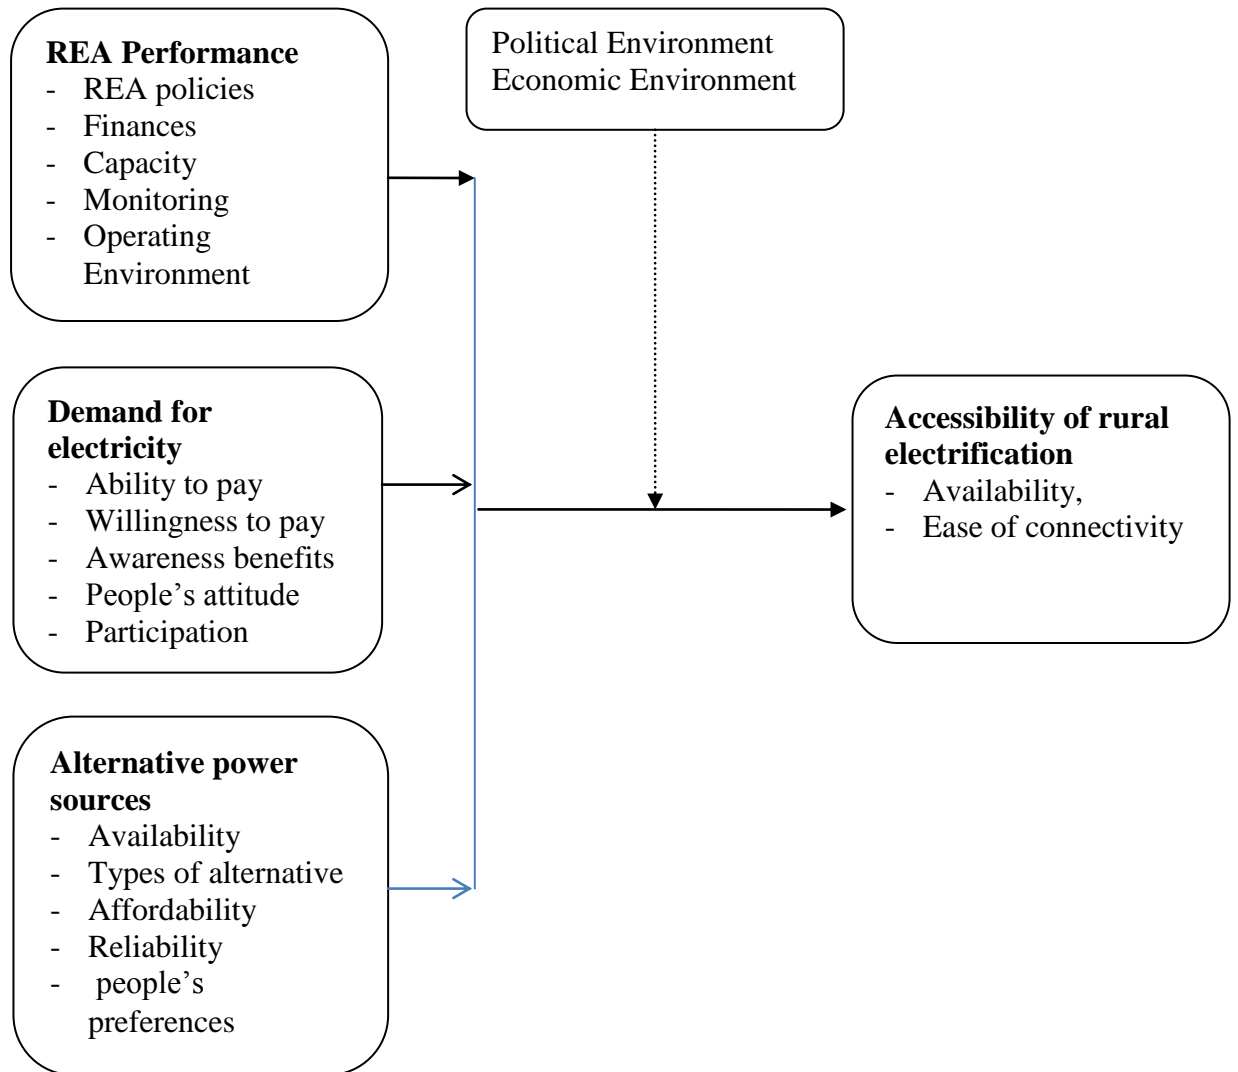 REA Performance
- REA policies
- Finances
- Capacity
- Monitoring
- Operating
Environment
Political Environment
Economic Environment
Demand for
electricity
- Ability to pay
- Willingness to pay
- Awareness benefits
- People’s attitude
- Participation
Accessibility of rural
electrification
- Availability,
- Ease of connectivity
Alternative power
sources
- Availability
- Types of alternative
- Affordability
- Reliability
- people’s
preferences